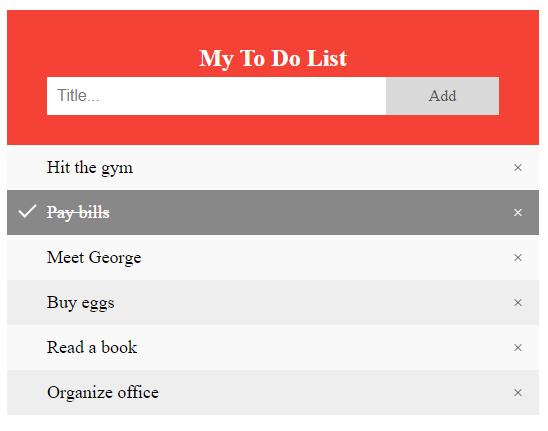 My To Do List
Title... Add
Hit the gym ×
Pay bills ×
Meet George ×
Buy eggs ×
Read a book ×
Organize office ×